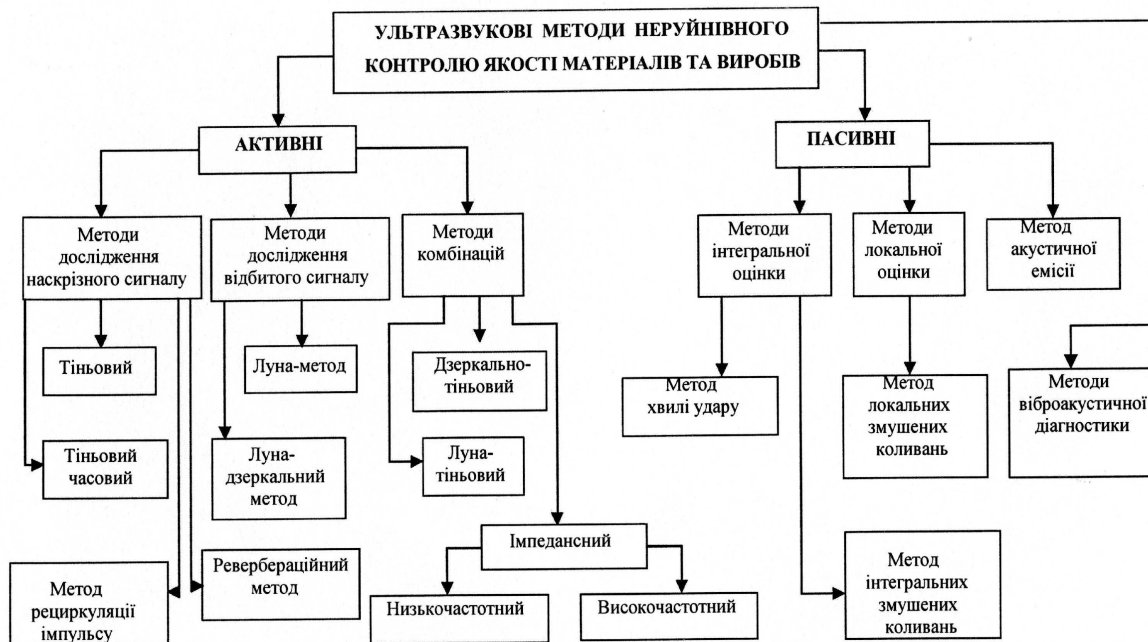 УЛЬТРАЗВУКОВІ МЕТОДИ НЕРУЙНІВНОГО
КОНТРОЛЮ ЯКОСТІ МАТЕРІАЛІВ ТА ВИРОБІВ
АКТИВНІ
ПАСИВНІ
Методи
дослідження
наскрізного сигналу
Методи
дослідження
відбитого сигналу
Методи
комбінацій
Методи
інтегральної
оцінки
Методи
локальної
оцінки
Метод
акустичної
емісії
Тіньовий
Луна-метод
Дзеркально-
тіньовий
Метод
хвилі удару
Метод
локальних
змушених
коливань
Методи
віброакустичної
діагностики
Тіньовий
часовий
Луна-
дзеркальний
метод
Луна-
тіньовий
Імпедансний
Метод
рециркуляції
імпульсу
Ревербераційний
метод
Низькочастотний
Високочастотний
Метод
інтегральних
змушених
коливань